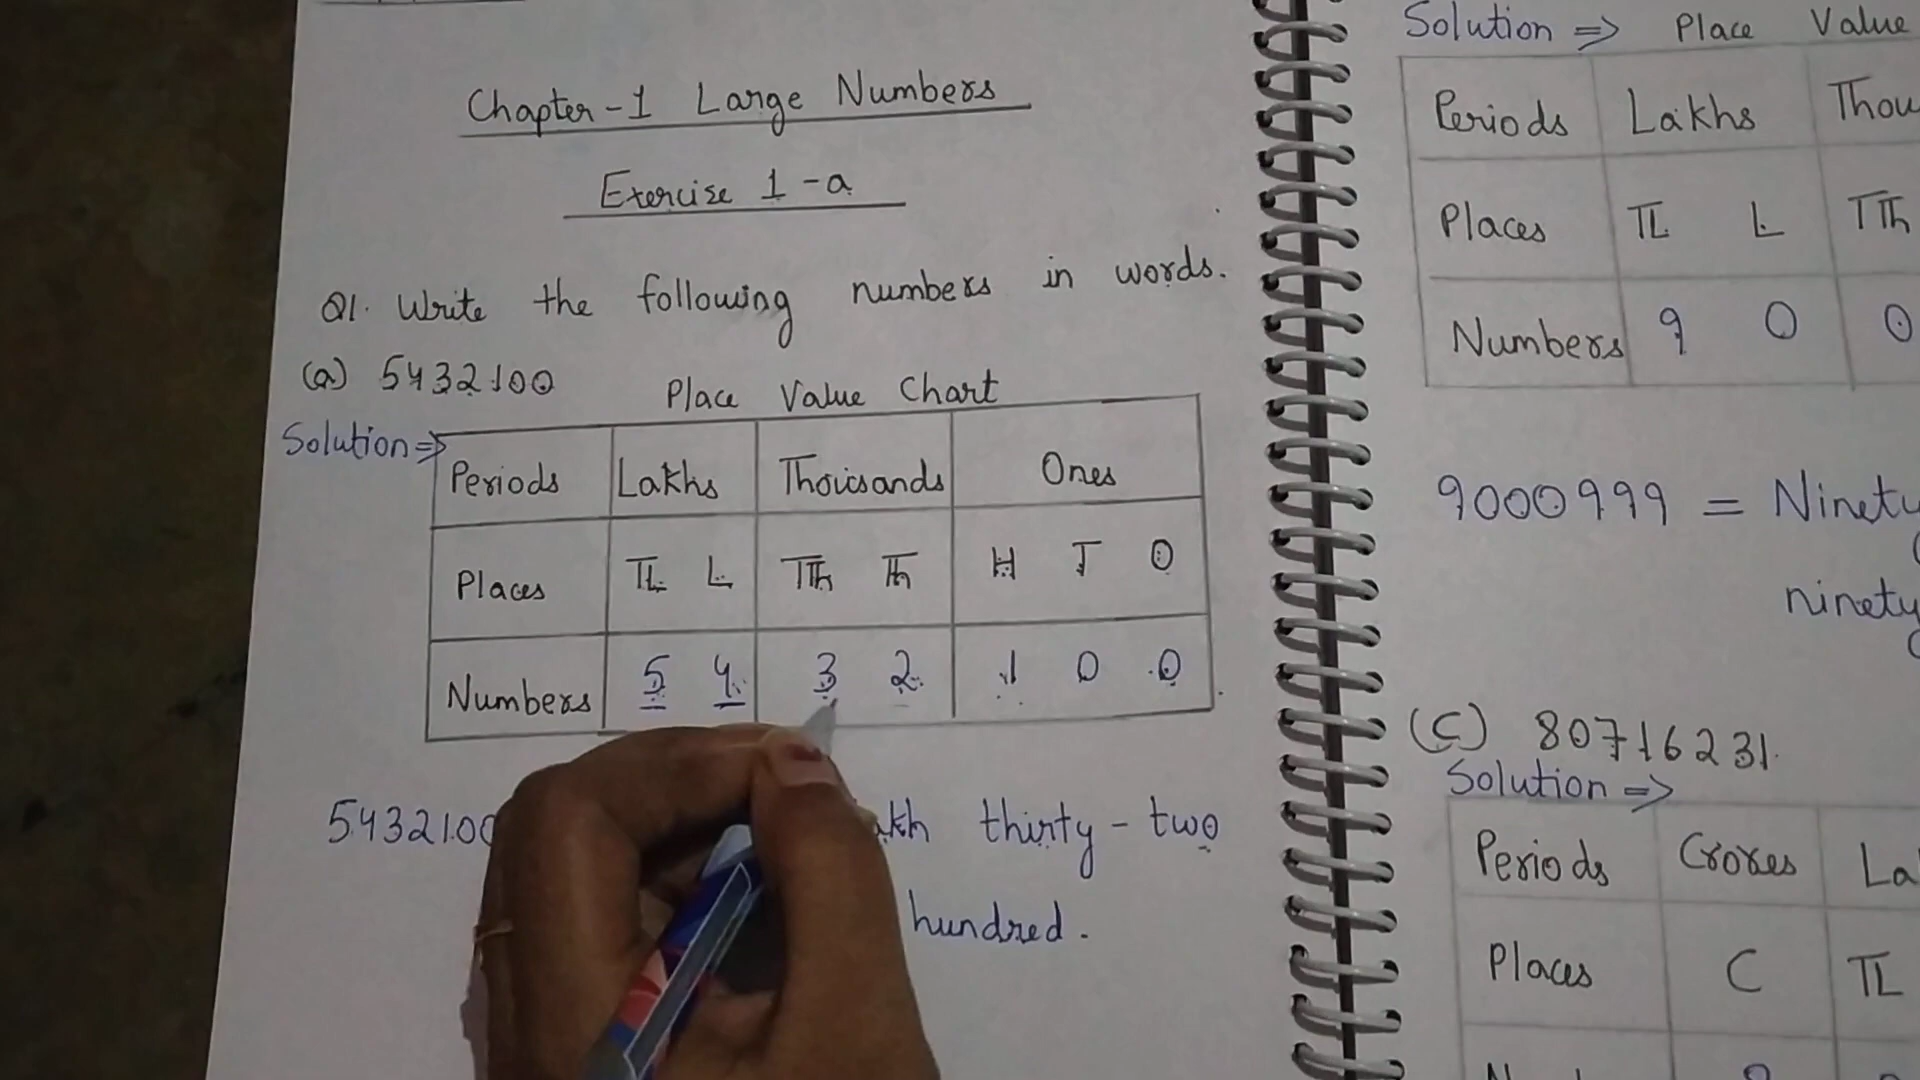 Chapter-1 Large Numbers
Exercise 1-a
Q1. Write the following numbers in words.
(a) 5432100
Place Value Chart
Solution ⇒
Periods Lakhs Thousands Ones
Places TL L TTh Th H T O
Numbers 5 4 3 2 1 0 0
5432100 thirty-two
hundred.
Solution ⇒ Place Value
Periods Lakhs
Places TL L TTh
Numbers 9 0 0
9000999 =
(C) 80716231.
Solution ⇒
Periods Crores
Places C TL